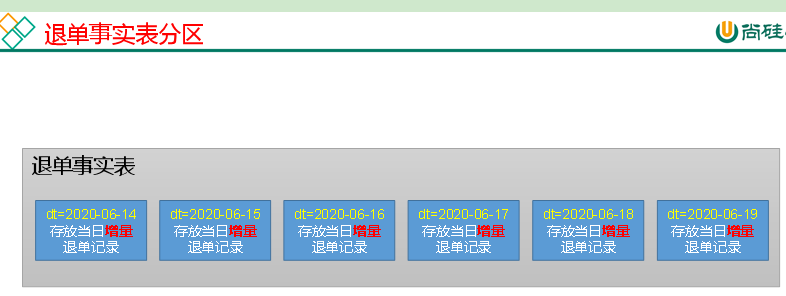 退单事实表分区
尚硅
退单事实表
dt=2020-06-14
存放当日增量
退单记录
dt=2020-06-15
存放当日增量
退单记录
dt=2020-06-16
存放当日增量
退单记录
dt=2020-06-17
存放当日增量
退单记录
dt=2020-06-18
存放当日增量
退单记录
dt=2020-06-19
存放当日增量
退单记录